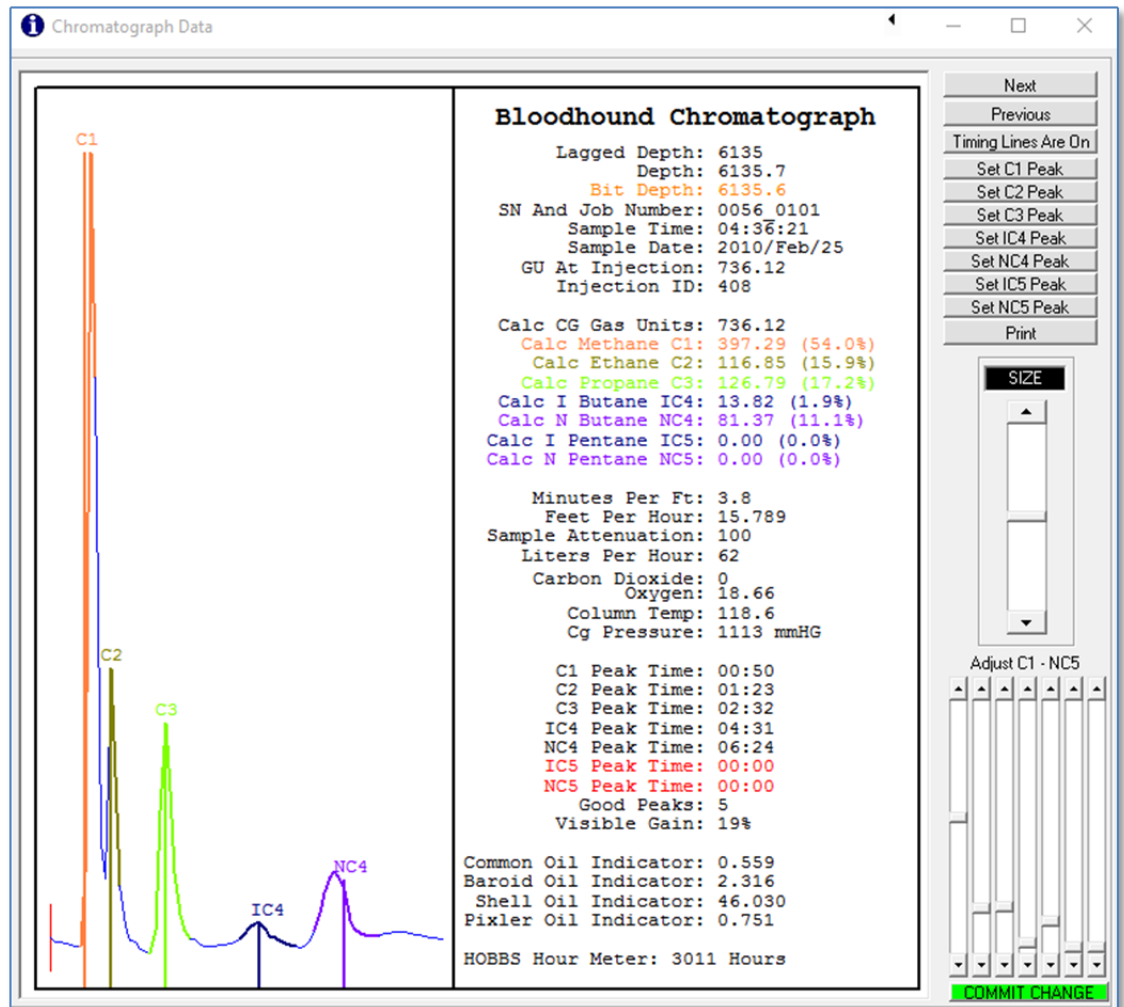 Chromatograph Data
C1
C2
C3
IC4
NC4
Bloodhound Chromatograph
Lagged Depth: 6135
Depth: 6135.7
Bit Depth: 6135.6
SN And Job Number: 0056_0101
Sample Time: 04:36:21
Sample Date: 2010/Feb/25
GU At Injection: 736.12
Injection ID: 408
Calc CG Gas Units: 736.12
Calc Methane C1: 397.29 (54.0%)
Calc Ethane C2: 116.85 (15.9%)
Calc Propane C3: 126.79 (17.2%)
Calc I Butane IC4: 13.82 (1.9%)
Calc N Butane NC4: 81.37 (11.1%)
Calc I Pentane IC5: 0.00 (0.0%)
Calc N Pentane NC5: 0.00 (0.0%)
Minutes Per Ft: 3.8
Feet Per Hour: 15.789
Sample Attenuation: 100
Liters Per Hour: 62
Carbon Dioxide: 0
Oxygen: 18.66
Column Temp: 118.6
Cg Pressure: 1113 mmHG
C1 Peak Time: 00:50
C2 Peak Time: 01:23
C3 Peak Time: 02:32
IC4 Peak Time: 04:31
NC4 Peak Time: 06:24
IC5 Peak Time: 00:00
NC5 Peak Time: 00:00
Good Peaks: 5
Visible Gain: 19%
Common Oil Indicator: 0.559
Baroid Oil Indicator: 2.316
Shell Oil Indicator: 46.030
Pixler Oil Indicator: 0.751
HOBBS Hour Meter: 3011 Hours
Next
Previous
Timing Lines Are On
Set C1 Peak
Set C2 Peak
Set C3 Peak
Set IC4 Peak
Set NC4 Peak
Set IC5 Peak
Set NC5 Peak
Print
SIZE
Adjust C1 - NC5
COMMIT CHANGE